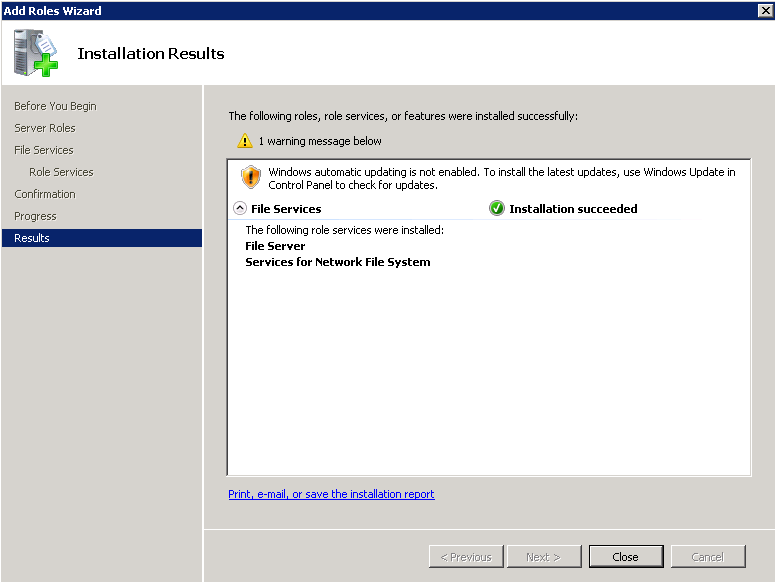 Add Roles Wizard
Installation Results
Before You Begin
Server Roles
File Services
Role Services
Confirmation
Progress
Results
The following roles, role services, or features were installed successfully:
1 warning message below
Windows automatic updating is not enabled. To install the latest updates, use Windows Update in
Control Panel to check for updates.
File Services Installation succeeded
The following role services were installed:
File Server
Services for Network File System
Print, e-mail, or save the installation report
< Previous Next > Close Cancel